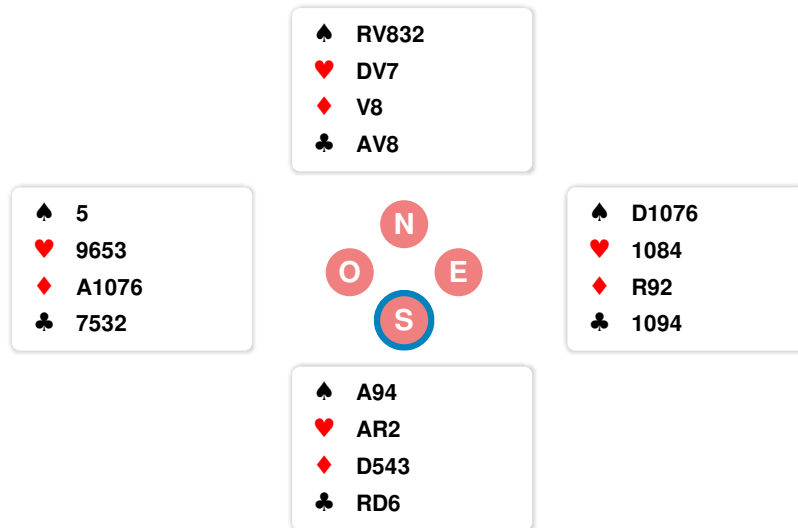 ♠ RV832
♥ DV7
♦ V8
♣ AV8
♠ 5
♥ 9653
♦ A1076
♣ 7532
N
O
E
S
♠ D1076
♥ 1084
♦ R92
♣ 1094
♠ A94
♥ AR2
♦ D543
♣ RD6